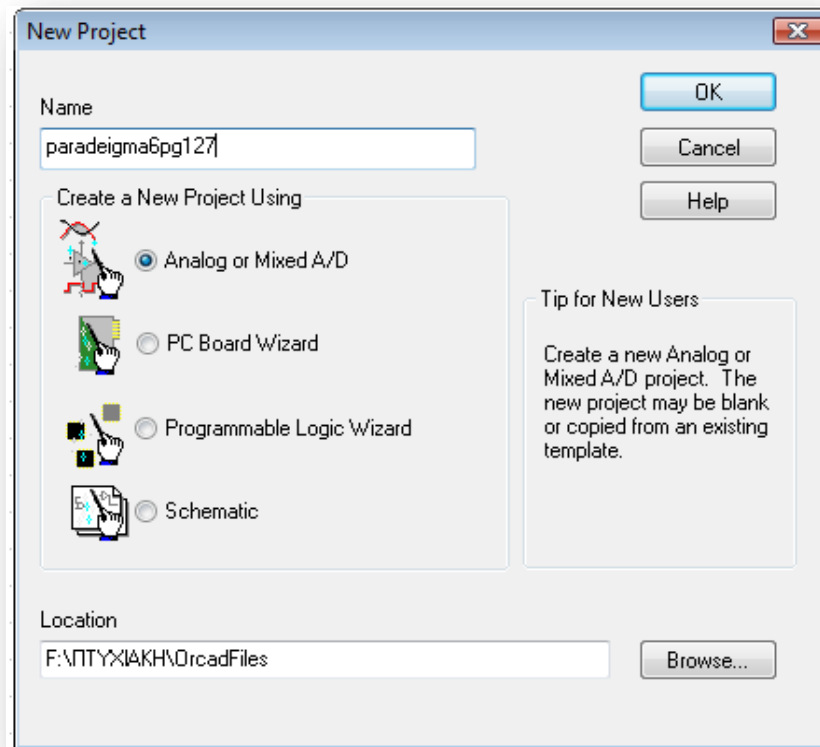 New Project
Name
paradeigma6pg127
OK
Cancel
Help
Create a New Project Using
Analog or Mixed A/D
PC Board Wizard
Programmable Logic Wizard
Schematic
Tip for New Users
Create a new Analog or
Mixed A/D project. The
new project may be blank
or copied from an existing
template.
Location
F:\ΠΤΥΧΙΑΚΗ\OrcadFiles
Browse...